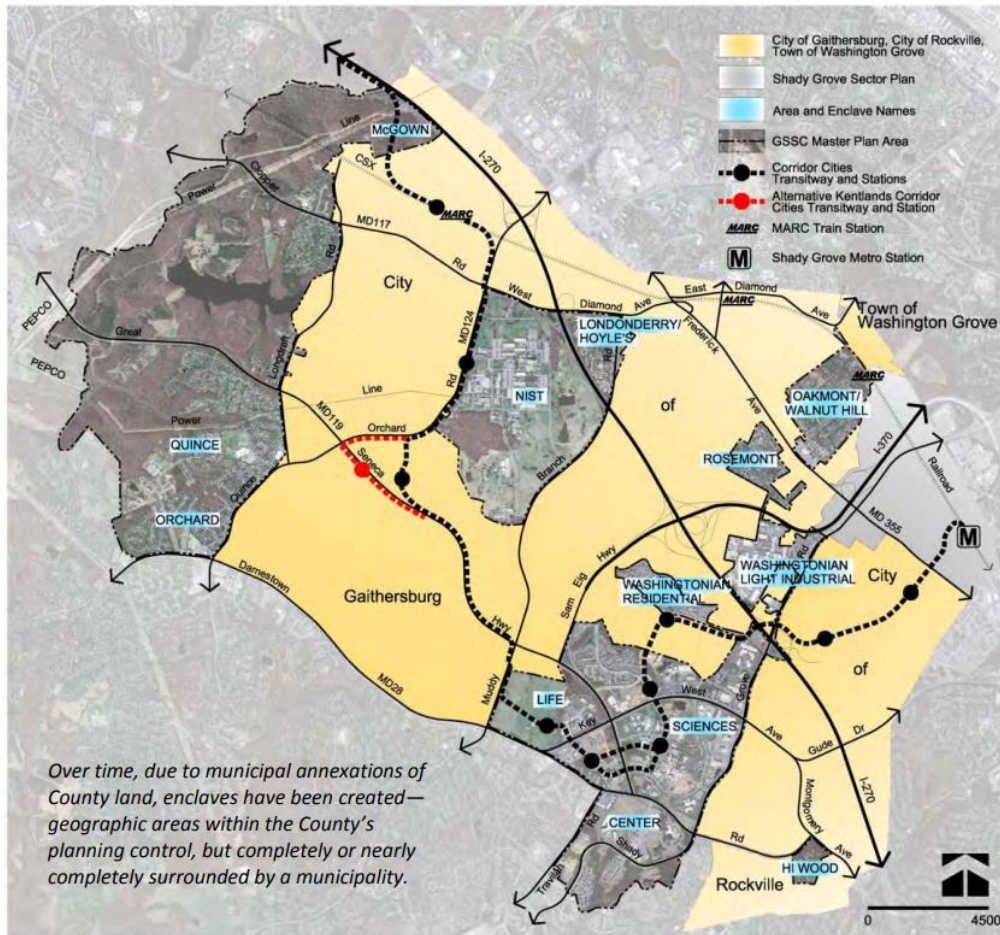 City of Gaithersburg, City of Rockville,
Town of Washington Grove
Shady Grove Sector Plan
Area and Enclave Names
GSSC Master Plan Area
Corridor Cities
Transitway and Stations
Alternative Kentlands Corridor
Cities Transitway and Station
MARC MARC Train Station
M Shady Grove Metro Station
McGOWN
Line
Power
Clopper
CSX
I-270
MARC
MD117
Rd
Rd
City
West
Diamond
Ave
East
Diamond
Ave
MARC
Town of
Washington Grove
PEPCO
Great
PEPCO
Longdraft
MD124
Rd
LONDONDERRY/
HOYLE'S
Rd
Frederick
Ave
MARC
OAKMONT/
WALNUT HILL
NIST
of
Line
Power
MD119
Orchard
Seneca
QUINCE
Quince
ORCHARD
Branch
ROSEMONT
I-370
Railroad
MD 355
M
Darnestown
Gaithersburg
Hwy
Sam Eig Hwy
WASHINGTONIAN
RESIDENTIAL
WASHINGTONIAN
LIGHT INDUSTRIAL
Rd
City
of
MD28
Muddy
LIFE
Key
West
Ave
Grove
SCIENCES
Gude Dr
I-270
Montgomery
Ave
CENTER
Rd
Shady
Rd
Travilah
HI WOOD
Rockville
Over time, due to municipal annexations of
County land, enclaves have been created—
geographic areas within the County's
planning control, but completely or nearly
completely surrounded by a municipality.
0 4500